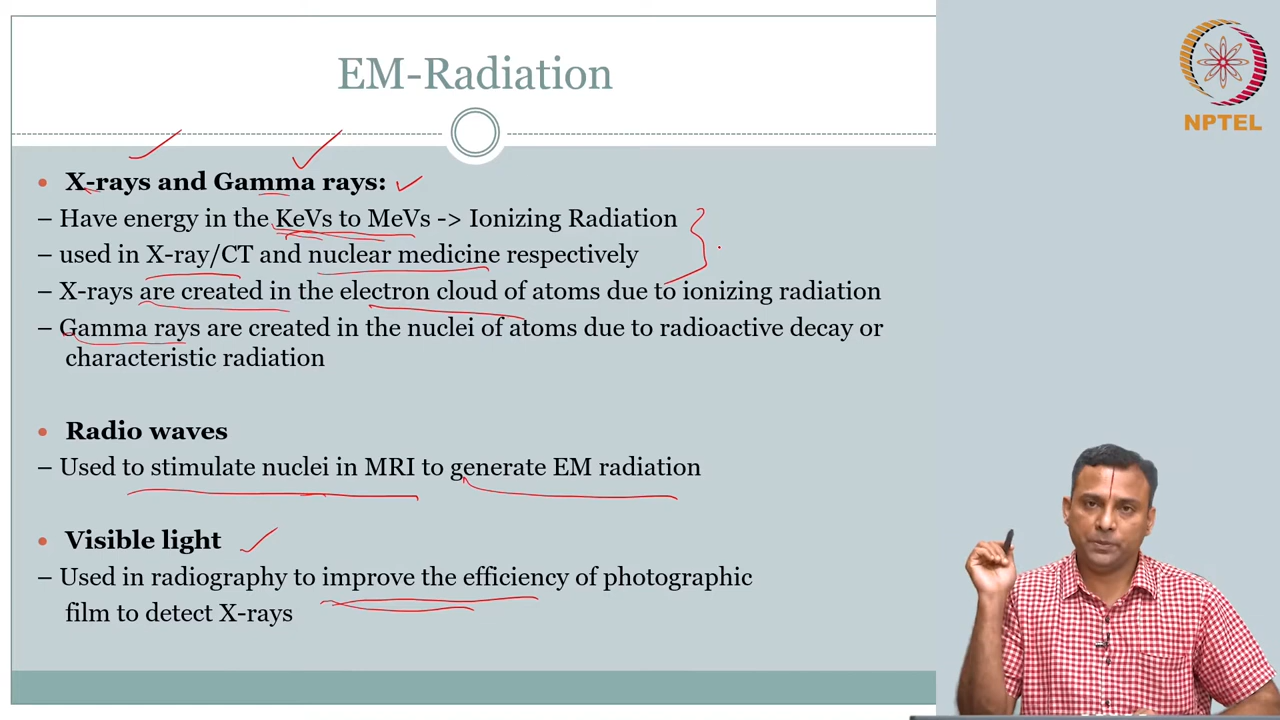 EM-Radiation
NPTEL
• X-rays and Gamma rays:
– Have energy in the KeVs to MeVs -> Ionizing Radiation
– used in X-ray/CT and nuclear medicine respectively
– X-rays are created in the electron cloud of atoms due to ionizing radiation
– Gamma rays are created in the nuclei of atoms due to radioactive decay or
characteristic radiation
• Radio waves
– Used to stimulate nuclei in MRI to generate EM radiation
• Visible light
– Used in radiography to improve the efficiency of photographic
film to detect X-rays